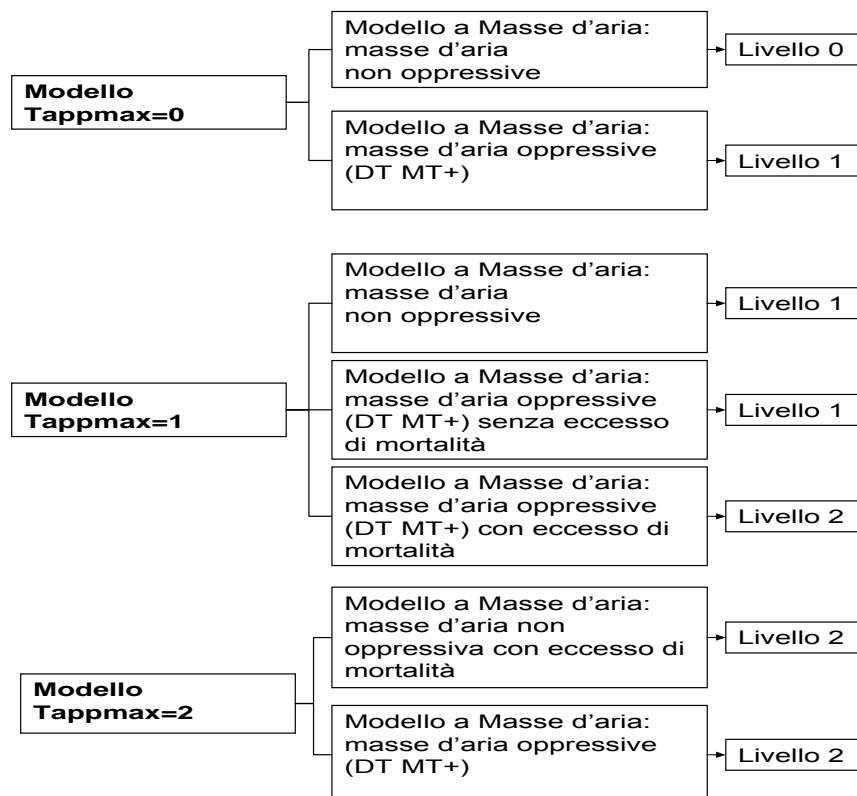 Modello
Tappmax=0
Modello a Masse d'aria:
masse d'aria
non oppressive
Livello 0
Modello a Masse d'aria:
masse d'aria oppressive
(DT MT+)
Livello 1
Modello
Tappmax=1
Modello a Masse d'aria:
masse d'aria
non oppressive
Livello 1
Modello a Masse d'aria:
masse d'aria oppressive
(DT MT+) senza eccesso
di mortalità
Livello 1
Modello a Masse d'aria:
masse d'aria oppressive
(DT MT+) con eccesso di
mortalità
Livello 2
Modello
Tappmax=2
Modello a Masse d'aria:
masse d'aria non
oppressiva con eccesso di
mortalità
Livello 2
Modello a Masse d'aria:
masse d'aria oppressive
(DT MT+)
Livello 2